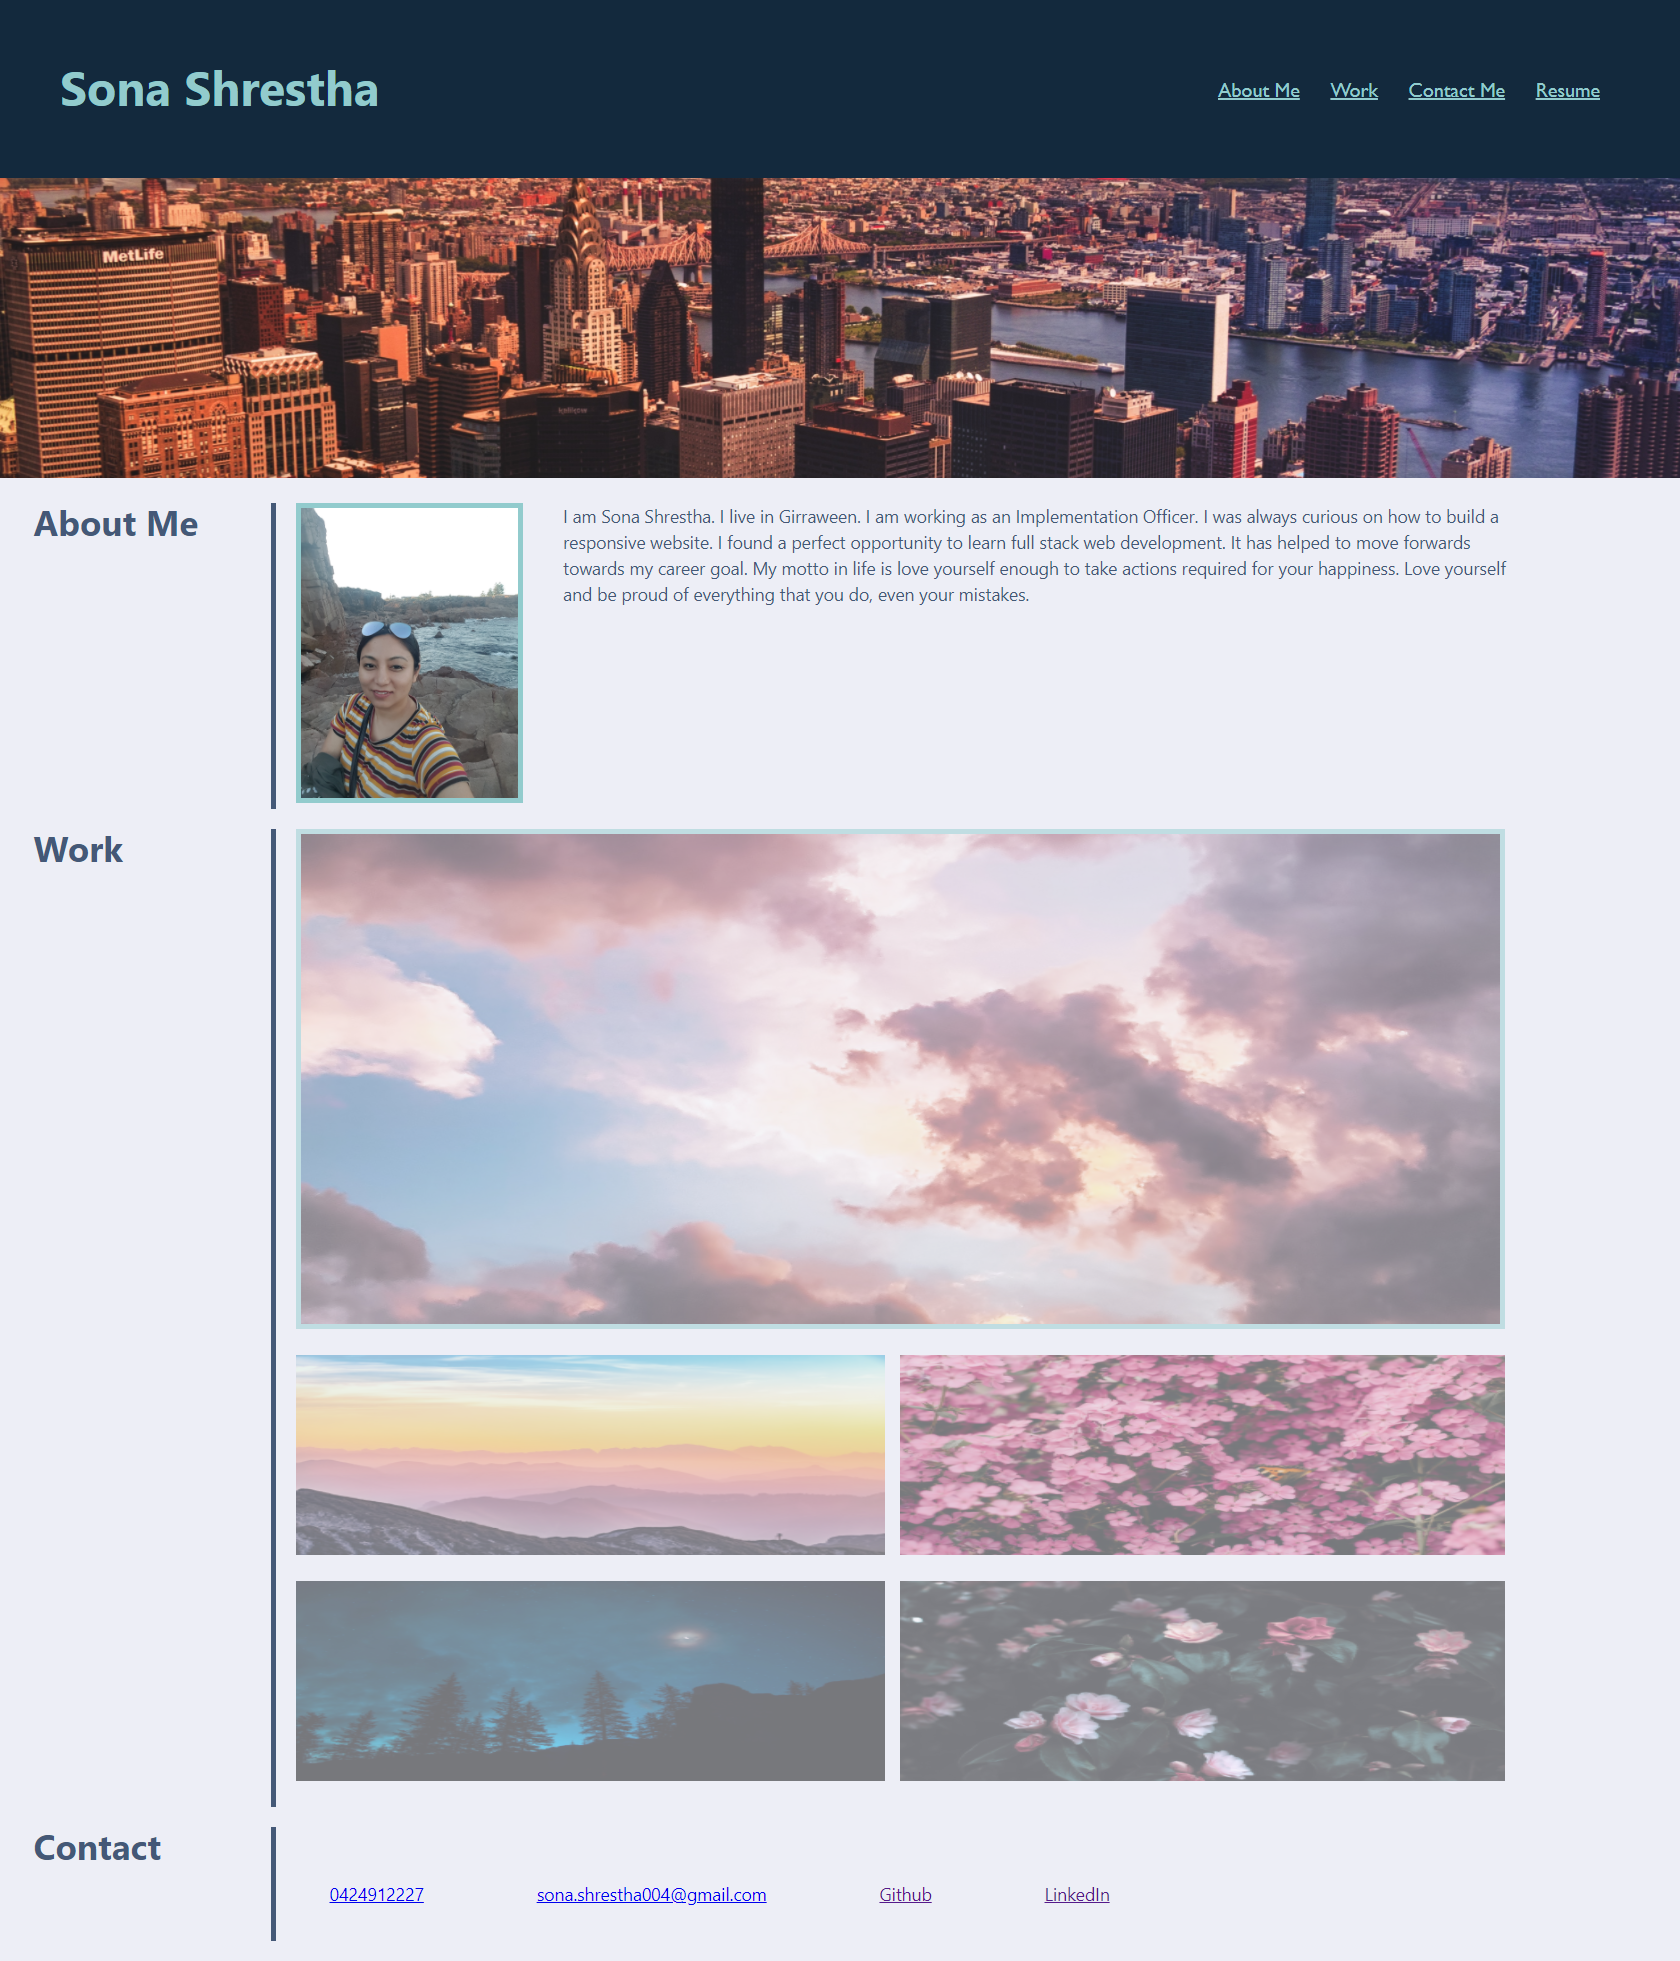 Sona Shrestha
About Me Work Contact Me Resume
MetLife
About Me
I am Sona Shrestha. I live in Girraween. I am working as an Implementation Officer. I was always curious on how to build a
responsive website. I found a perfect opportunity to learn full stack web development. It has helped to move forwards
towards my career goal. My motto in life is love yourself enough to take actions required for your happiness. Love yourself
and be proud of everything that you do, even your mistakes.
Work
Contact
0424912227 sona.shrestha004@gmail.com Github LinkedIn